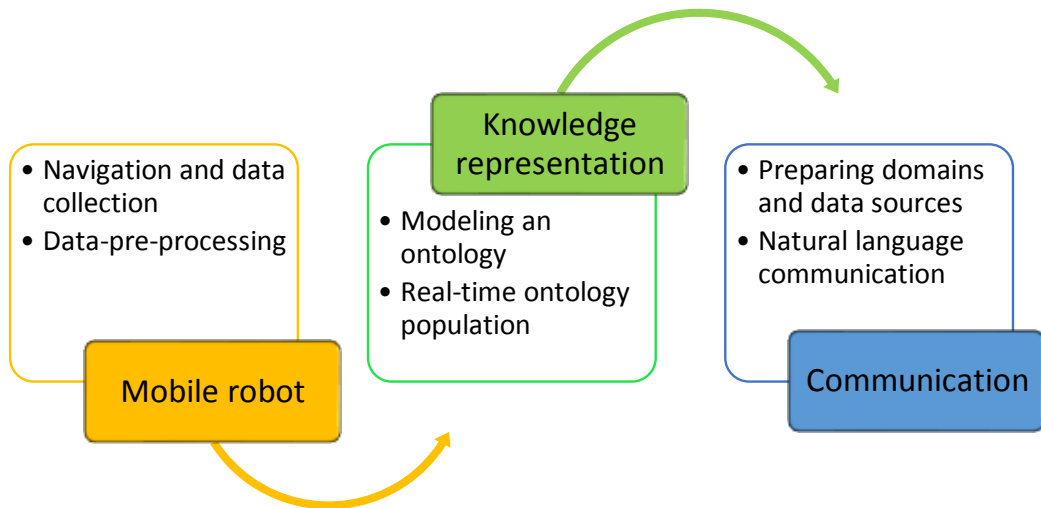 • Navigation and data
collection
• Data-pre-processing
Mobile robot
Knowledge
representation
• Modeling an
ontology
• Real-time ontology
population
• Preparing domains
and data sources
• Natural language
communication
Communication